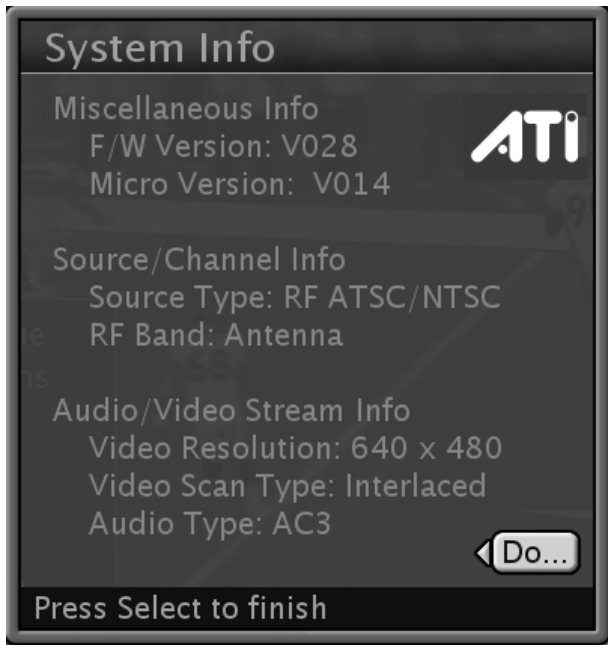 System Info
Miscellaneous Info
ATI
F/W Version: V028
Micro Version: V014
Source/Channel Info
Source Type: RF ATSC/NTSC
RF Band: Antenna
Audio/Video Stream Info
Video Resolution: 640 x 480
Video Scan Type: Interlaced
Audio Type: AC3
Do...
Press Select to finish